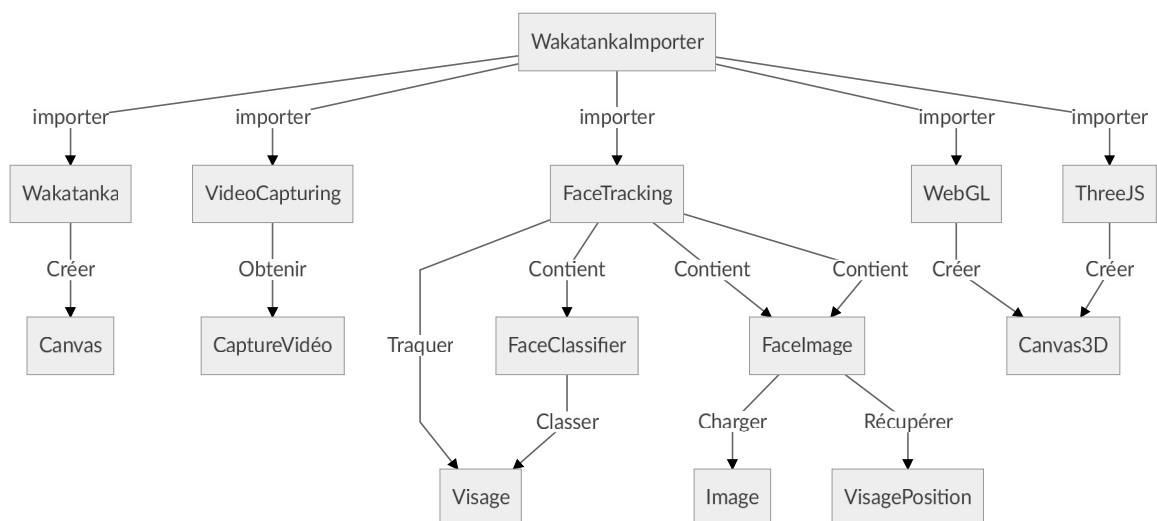 WakatankaImporter
importer importer importer importer importer
Wakatanka VideoCapturing FaceTracking WebGL ThreeJS
Créer Obtenir Contient Contient Contient Créer Créer
Canvas CaptureVidéo Traquer FaceClassifier FaceImage Canvas3D
Classer Charger Récupérer
Visage Image VisagePosition